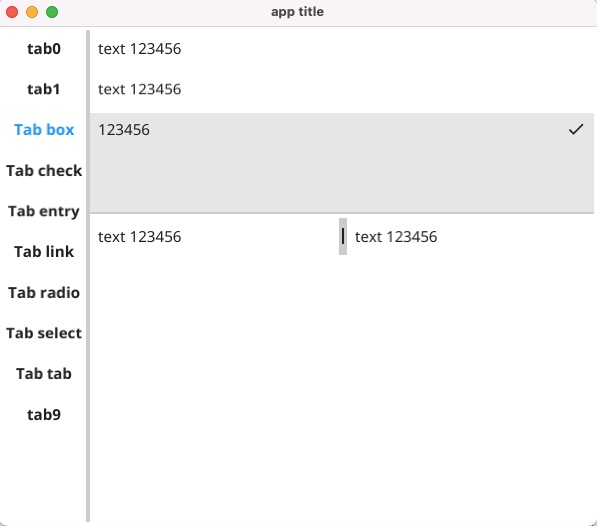 app title
tab0
tab1
Tab box
Tab check
Tab entry
Tab link
Tab radio
Tab select
Tab tab
tab9
text 123456
text 123456
123456
text 123456
text 123456